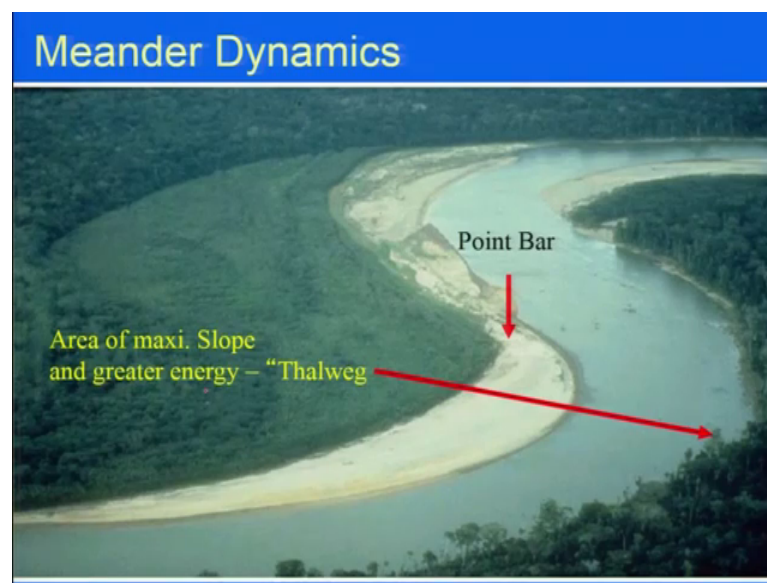 Meander Dynamics
Point Bar
Area of maxi. Slope
and greater energy – “Thalweg